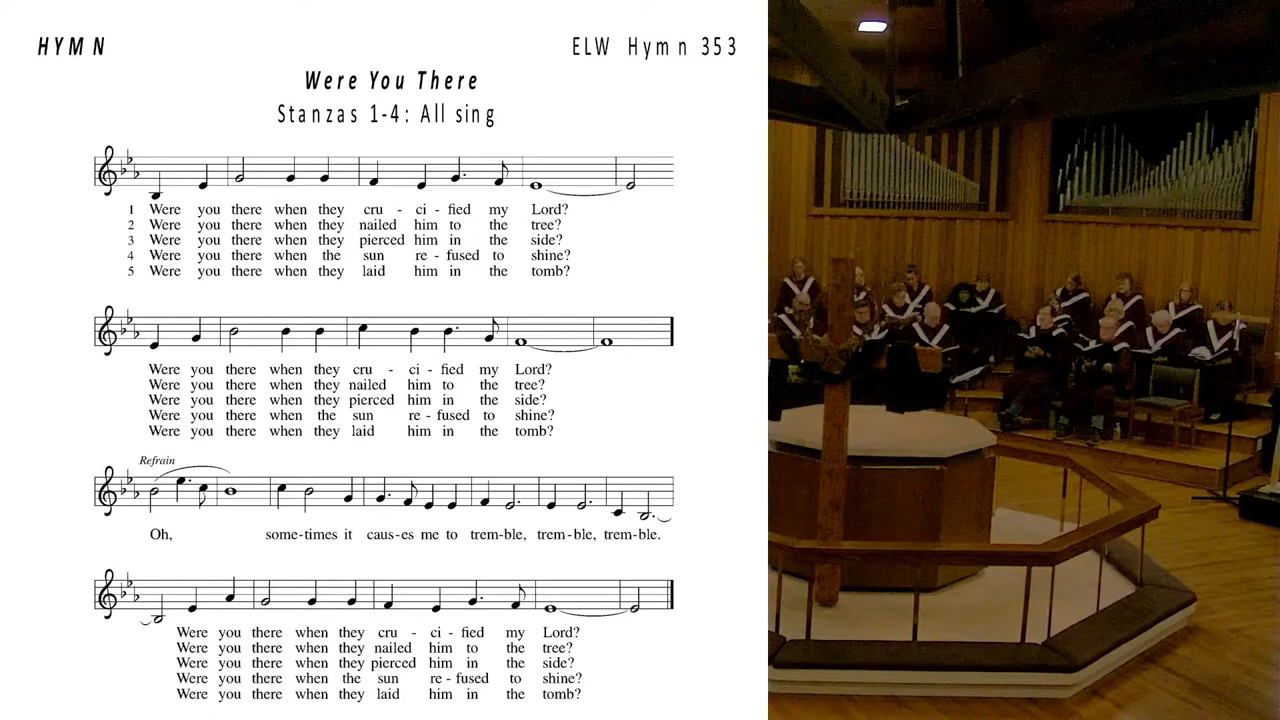 HYMN
ELW Hymn 353
Were You There
Stanzas 1-4: All sing
1 Were you there when they cru - ci - fied my Lord?
2 Were you there when they nailed him to the tree?
3 Were you there when they pierced him in the side?
4 Were you there when the sun re - fused to shine?
5 Were you there when they laid him in the tomb?
Were you there when they cru - ci - fied my Lord?
Were you there when they nailed him to the tree?
Were you there when they pierced him in the side?
Were you there when the sun re - fused to shine?
Were you there when they laid him in the tomb?
Refrain
Oh, some - times it caus - es me to trem - ble, trem - ble, trem - ble.
Were you there when they cru - ci - fied my Lord?
Were you there when they nailed him to the tree?
Were you there when they pierced him in the side?
Were you there when the sun re - fused to shine?
Were you there when they laid him in the tomb?